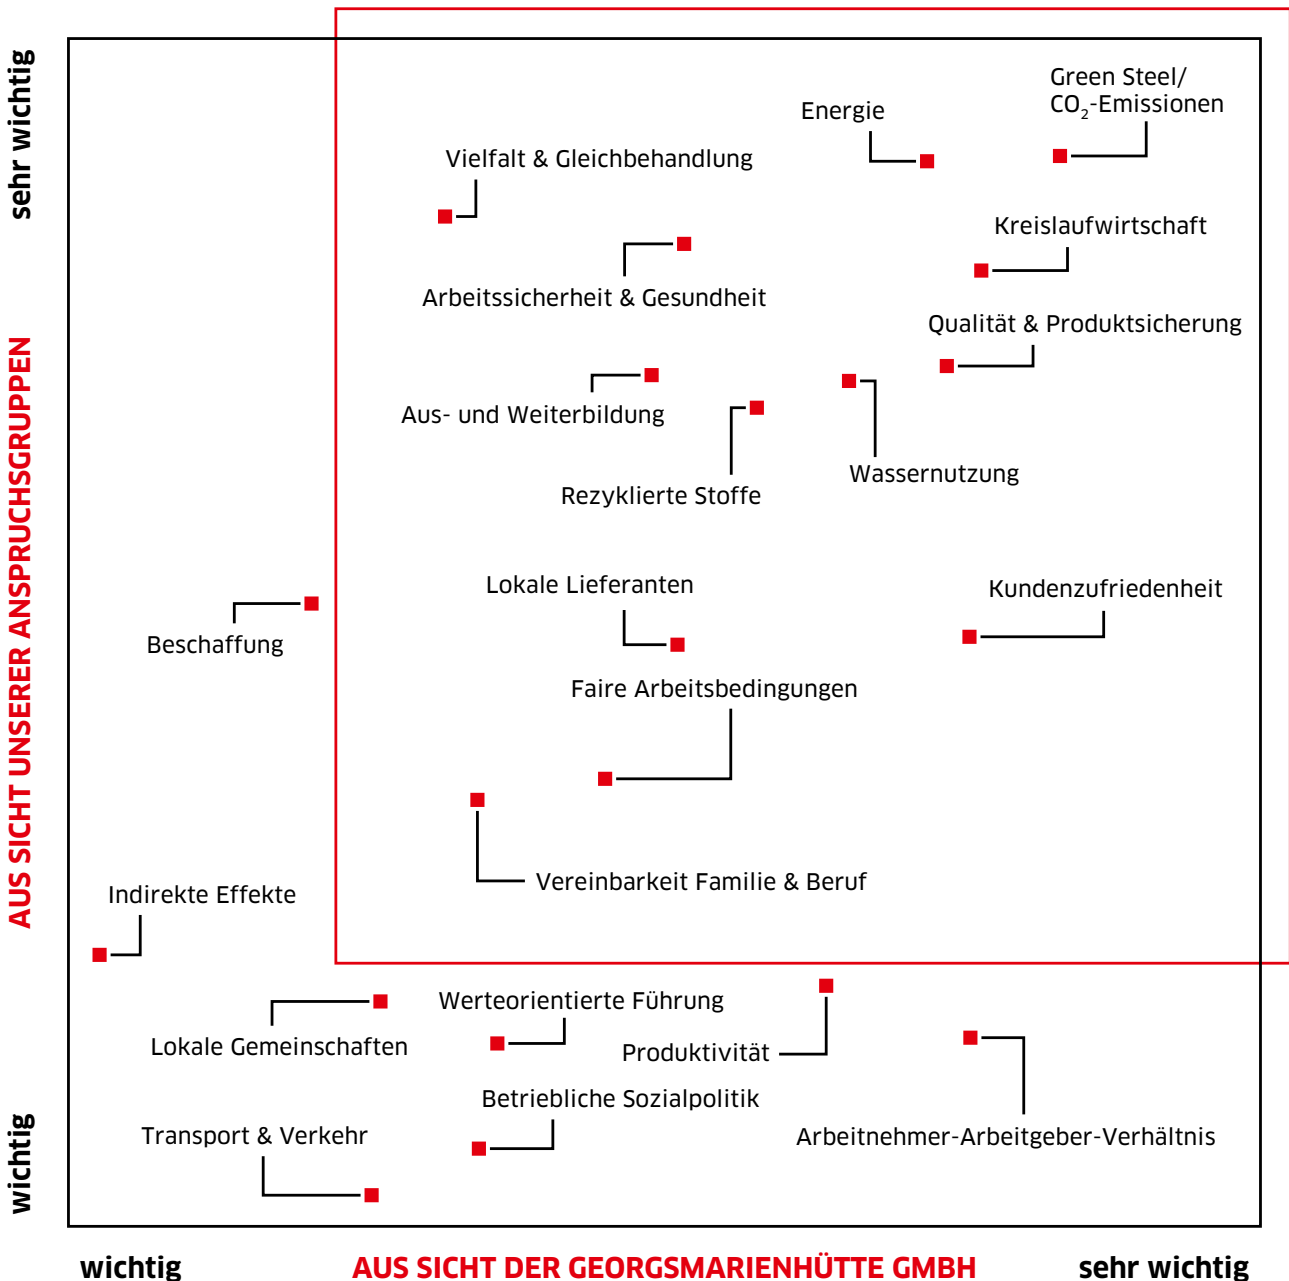 sehr wichtig
AUS SICHT UNSERER ANSPRUCHSGRUPPEN
wichtig
Green Steel/
CO₂-Emissionen
Energie
Vielfalt & Gleichbehandlung
Kreislaufwirtschaft
Arbeitssicherheit & Gesundheit
Qualität & Produktsicherung
Aus- und Weiterbildung
Wassernutzung
Rezyklierte Stoffe
Lokale Lieferanten
Kundenzufriedenheit
Beschaffung
Faire Arbeitsbedingungen
Vereinbarkeit Familie & Beruf
Indirekte Effekte
Werteorientierte Führung
Lokale Gemeinschaften
Produktivität
Betriebliche Sozialpolitik
Transport & Verkehr
Arbeitnehmer-Arbeitgeber-Verhältnis
wichtig
AUS SICHT DER GEORGSMARIENHÜTTE GMBH
sehr wichtig